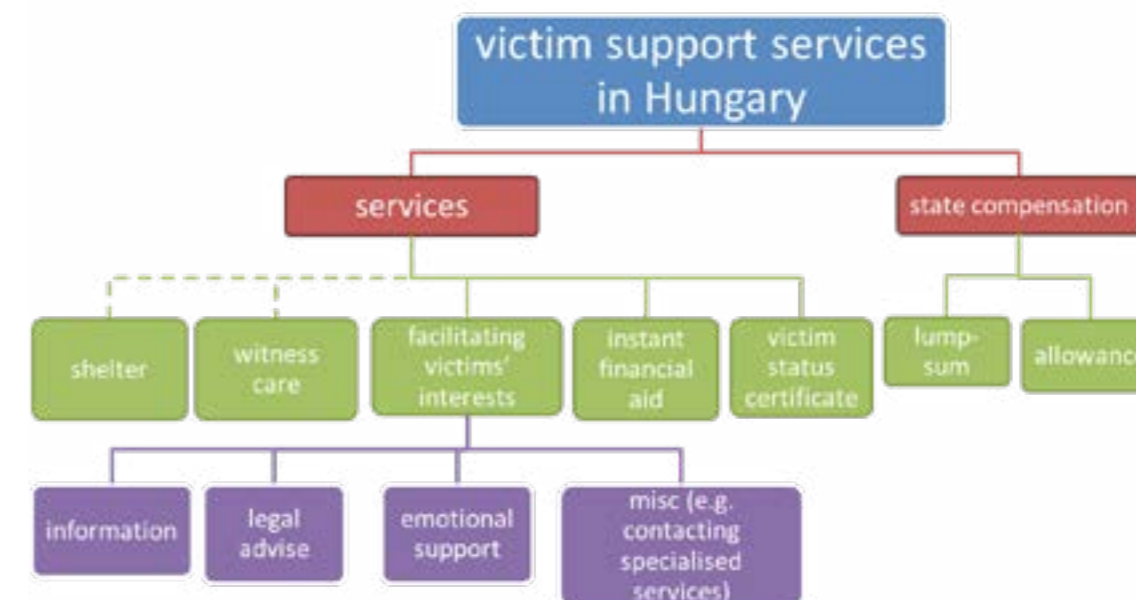 victim support services
in Hungary
services
state compensation
shelter
witness
care
facilitating
victims'
interests
instant
financial
aid
victim
status
certificate
lump-
sum
allowance
information
legal
advise
emotional
support
misc (e.g.
contacting
specialised
services)